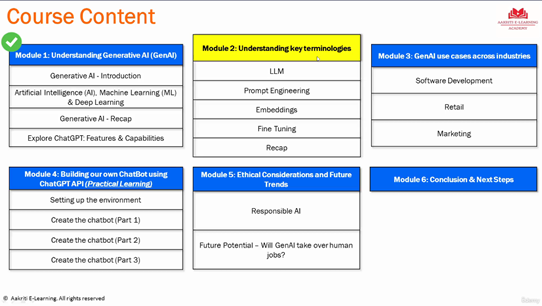 Course Content
AAKRITI E-LEARNING
ACADEMY
Module 1: Understanding Generative AI (GenAI)
Generative AI - Introduction
Artificial Intelligence (AI), Machine Learning (ML)
& Deep Learning
Generative AI - Recap
Explore ChatGPT: Features & Capabilities
Module 2: Understanding key terminologies
LLM
Prompt Engineering
Embeddings
Fine Tuning
Recap
Module 3: GenAI use cases across industries
Software Development
Retail
Marketing
Module 4: Building our own ChatBot using
ChatGPT API (Practical Learning)
Setting up the environment
Create the chatbot (Part 1)
Create the chatbot (Part 2)
Create the chatbot (Part 3)
Module 5: Ethical Considerations and Future
Trends
Responsible AI
Future Potential – Will GenAI take over human
jobs?
Module 6: Conclusion & Next Steps
© Aakriti E-Learning. All rights reserved
Udemy